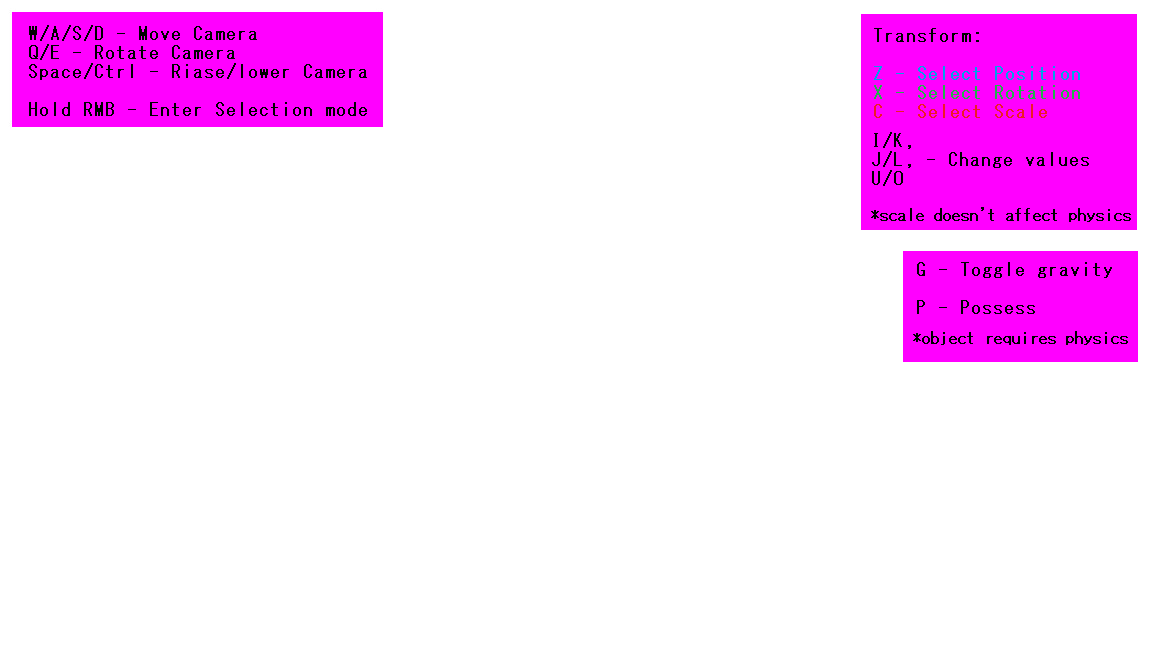 W/A/S/D - Move Camera
Q/E - Rotate Camera
Space/Ctrl - Riase/lower Camera
Hold RMB - Enter Selection mode
Transform:
Z - Select Position
X - Select Rotation
C - Select Scale
I/K,
J/L, - Change values
U/O
*scale doesn't affect physics
G - Toggle gravity
P - Possess
*object requires physics